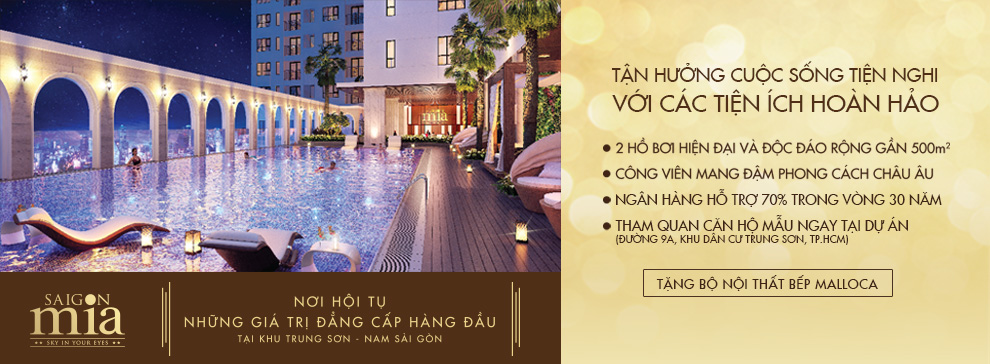 mia
SAIGON
mia
SKY IN YOUR EYES
NƠI HỘI TỤ
NHỮNG GIÁ TRỊ ĐẲNG CẤP HÀNG ĐẦU
TẠI KHU TRUNG SƠN - NAM SÀI GÒN
TẬN HƯỞNG CUỘC SỐNG TIỆN NGHI
VỚI CÁC TIỆN ÍCH HOÀN HẢO
● 2 HỒ BƠI HIỆN ĐẠI VÀ ĐỘC ĐÁO RỘNG GẦN 500m²
● CÔNG VIÊN MANG ĐẬM PHONG CÁCH CHÂU ÂU
● NGÂN HÀNG HỖ TRỢ 70% TRONG VÒNG 30 NĂM
● THAM QUAN CĂN HỘ MẪU NGAY TẠI DỰ ÁN
(ĐƯỜNG 9A, KHU DÂN CƯ TRUNG SƠN, TP.HCM)
TẶNG BỘ NỘI THẤT BẾP MALLOCA